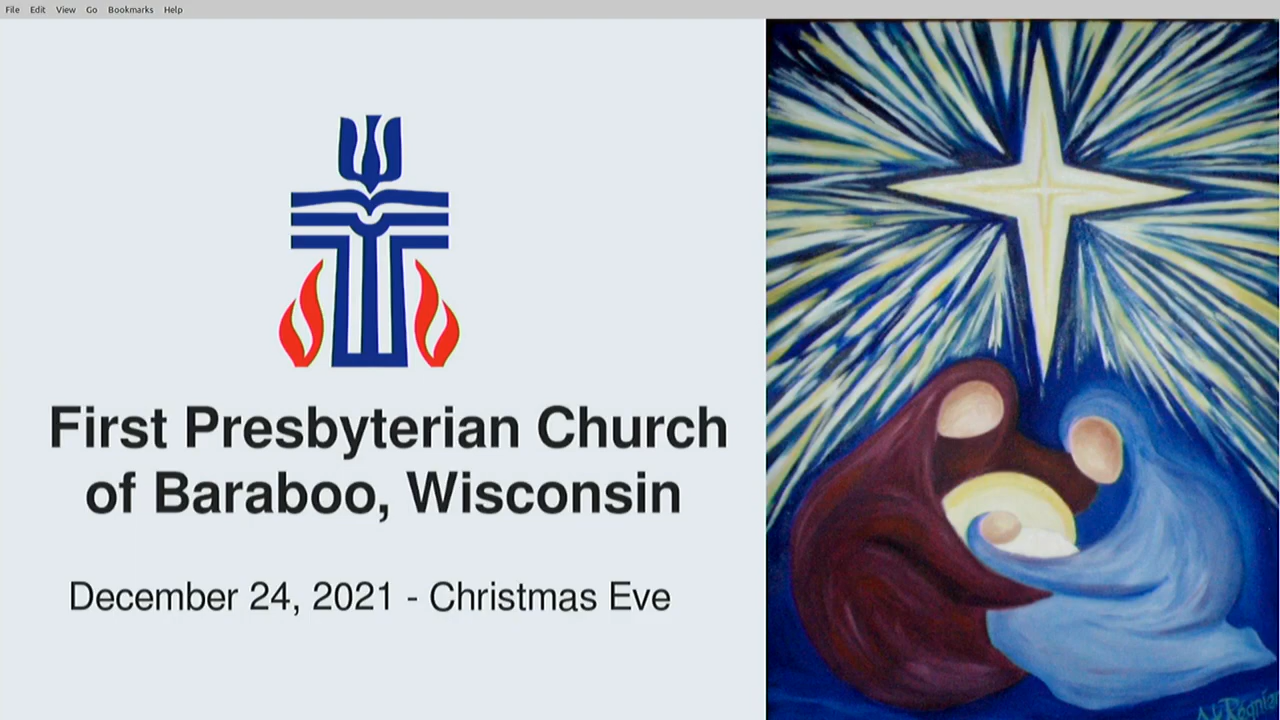 File Edit View Go Bookmarks Help
First Presbyterian Church
of Baraboo, Wisconsin
December 24, 2021 - Christmas Eve